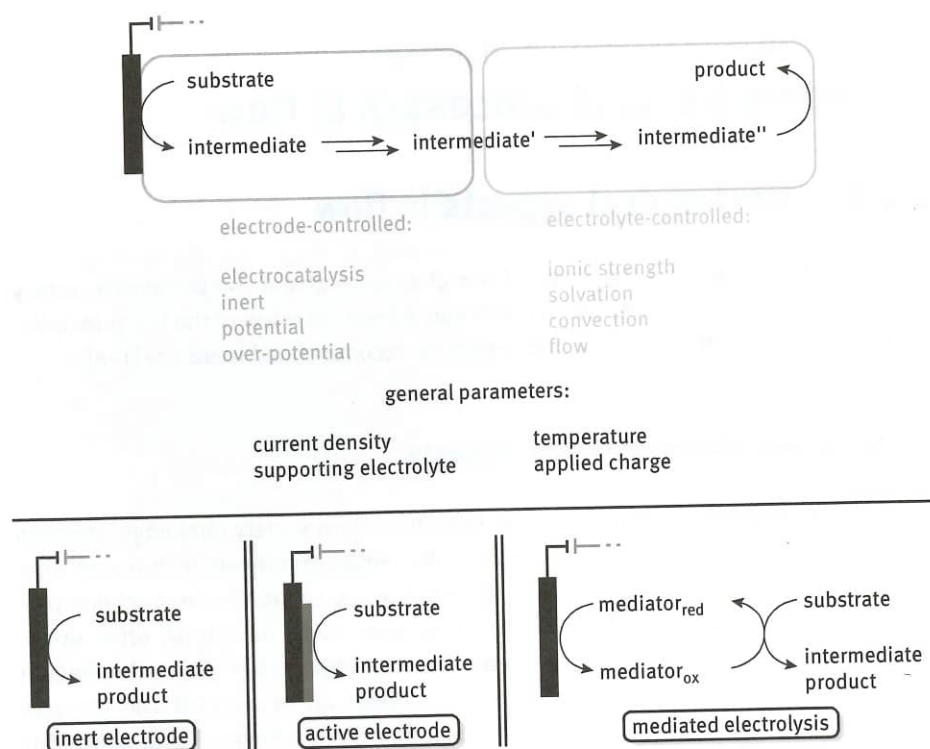 substrate
product
intermediate
intermediate'
intermediate''
electrode-controlled:
electrolyte-controlled:
electrocatalysis
inert
potential
over-potential
ionic strength
solvation
convection
flow
general parameters:
current density
supporting electrolyte
temperature
applied charge
substrate
intermediate
product
inert electrode
substrate
intermediate
product
active electrode
mediator_red
mediator_ox
substrate
intermediate
product
mediated electrolysis